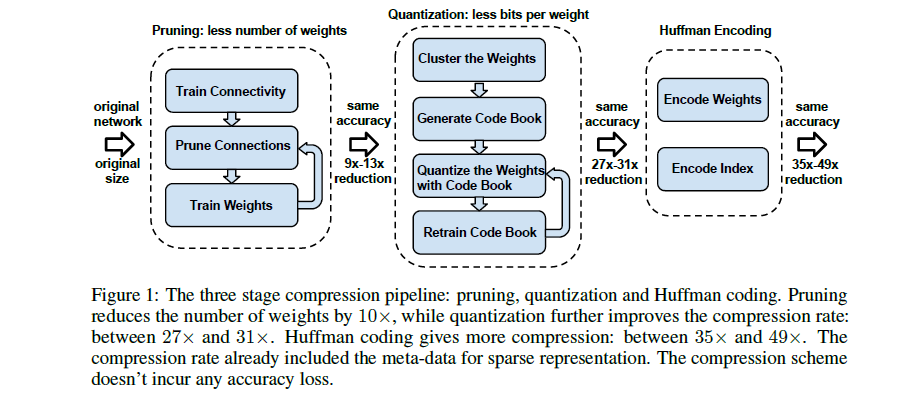 Pruning: less number of weights
Train Connectivity
Prune Connections
Train Weights
original
network
original
size
same
accuracy
9x-13x
reduction
Quantization: less bits per weight
Cluster the Weights
Generate Code Book
Quantize the Weights
with Code Book
Retrain Code Book
same
accuracy
27x-31x
reduction
Huffman Encoding
Encode Weights
Encode Index
same
accuracy
35x-49x
reduction
Figure 1: The three stage compression pipeline: pruning, quantization and Huffman coding. Pruning
reduces the number of weights by 10×, while quantization further improves the compression rate:
between 27× and 31×. Huffman coding gives more compression: between 35× and 49×. The
compression rate already included the meta-data for sparse representation. The compression scheme
doesn't incur any accuracy loss.